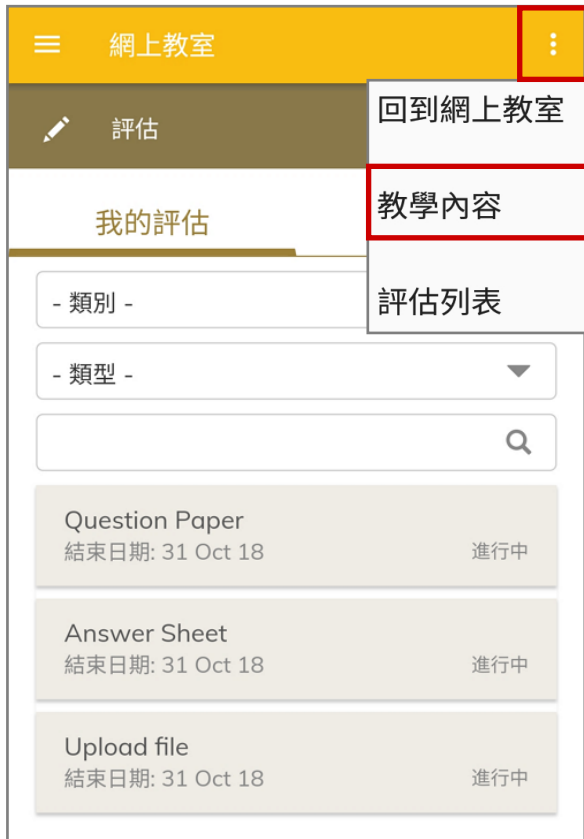 網上教室
評估
回到網上教室
教學內容
評估列表
我的評估
- 類別 -
- 類型 -
Question Paper
結束日期: 31 Oct 18
進行中
Answer Sheet
結束日期: 31 Oct 18
進行中
Upload file
結束日期: 31 Oct 18
進行中